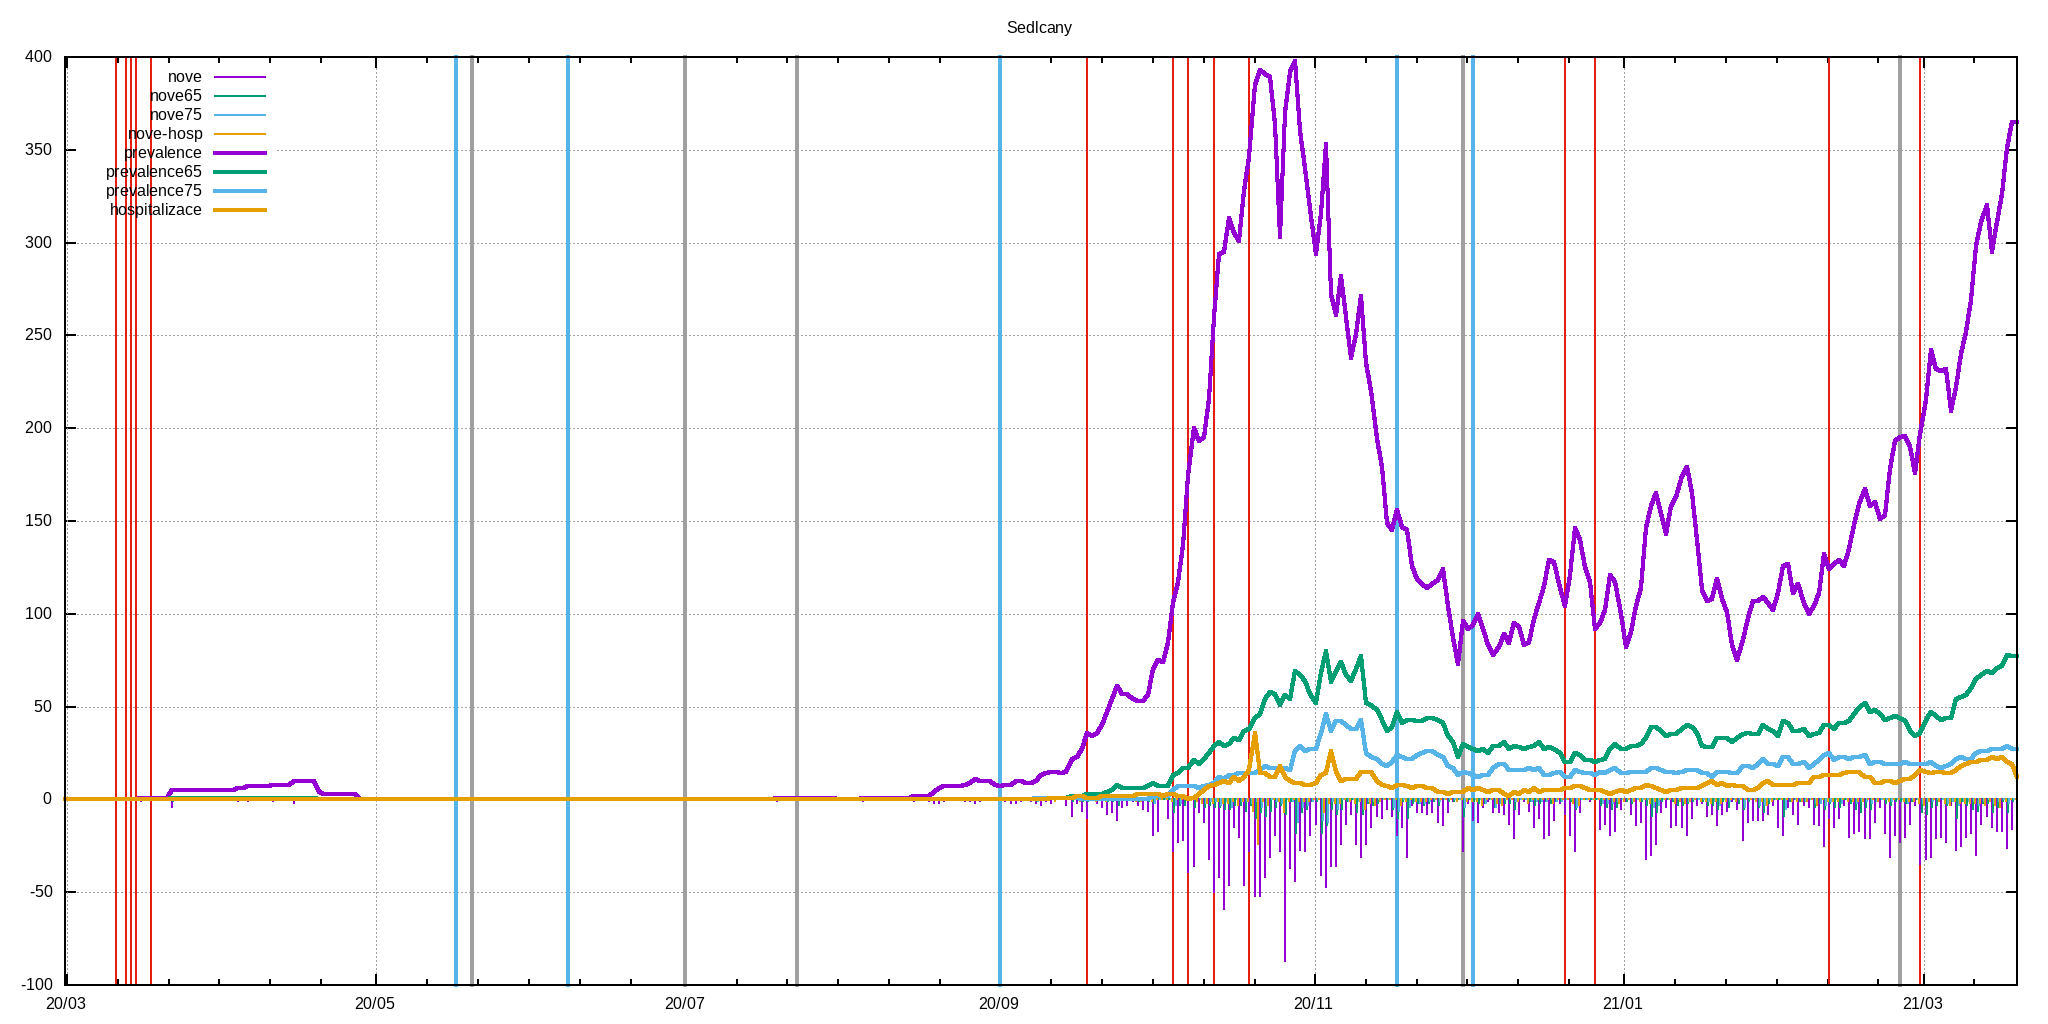 Sedlcany
400
350
300
250
200
150
100
50
0
-50
-100
nove
nove65
nove75
nove-hosp
prevalence
prevalence65
prevalence75
hospitalizace
20/03 20/05 20/07 20/09 20/11 21/01 21/03